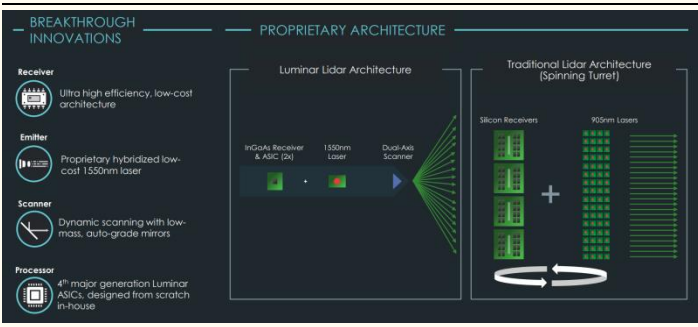 BREAKTHROUGH
INNOVATIONS
Receiver
Ultra high efficiency, low-cost
architecture
Emitter
Proprietary hybridized low-
cost 1550nm laser
Scanner
Dynamic scanning with low-
mass, auto-grade mirrors
Processor
4th major generation Luminar
ASICs, designed from scratch
in-house
PROPRIETARY ARCHITECTURE
Luminar Lidar Architecture
InGaAs Receiver
& ASIC (2x)
+
1550nm
Laser
Dual-Axis
Scanner
Traditional Lidar Architecture
(Spinning Turret)
Silicon Receivers
+
905nm Lasers